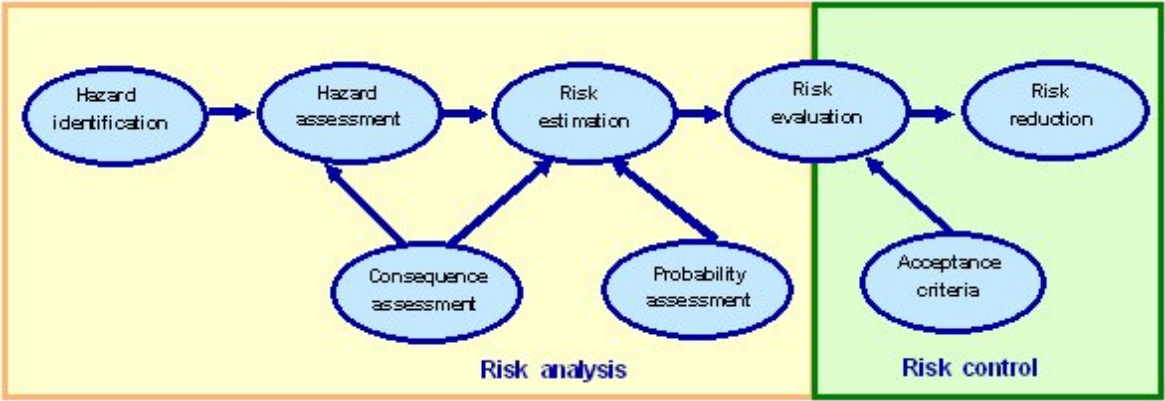 Hazard
identification
Hazard
assessment
Risk
estimation
Risk
evaluation
Risk
reduction
Consequence
assessment
Probability
assessment
Acceptance
criteria
Risk analysis
Risk control